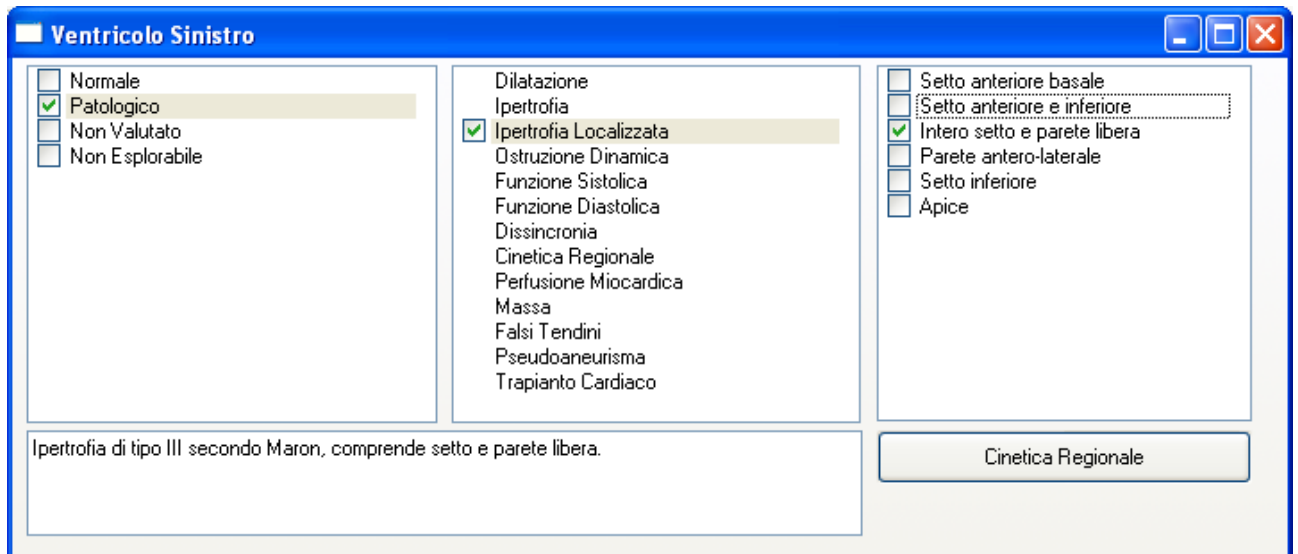 Ventricolo Sinistro
Normale
Patologico
Non Valutato
Non Esplorabile
Dilatazione
Ipertrofia
Ipertrofia Localizzata
Ostruzione Dinamica
Funzione Sistolica
Funzione Diastolica
Dissincronia
Cinetica Regionale
Perfusione Miocardica
Massa
Falsi Tendini
Pseudoaneurisma
Trapianto Cardiaco
Setto anteriore basale
Setto anteriore e inferiore
Intero setto e parete libera
Parete antero-laterale
Setto inferiore
Apice
Ipertrofia di tipo III secondo Maron, comprende setto e parete libera.
Cinetica Regionale